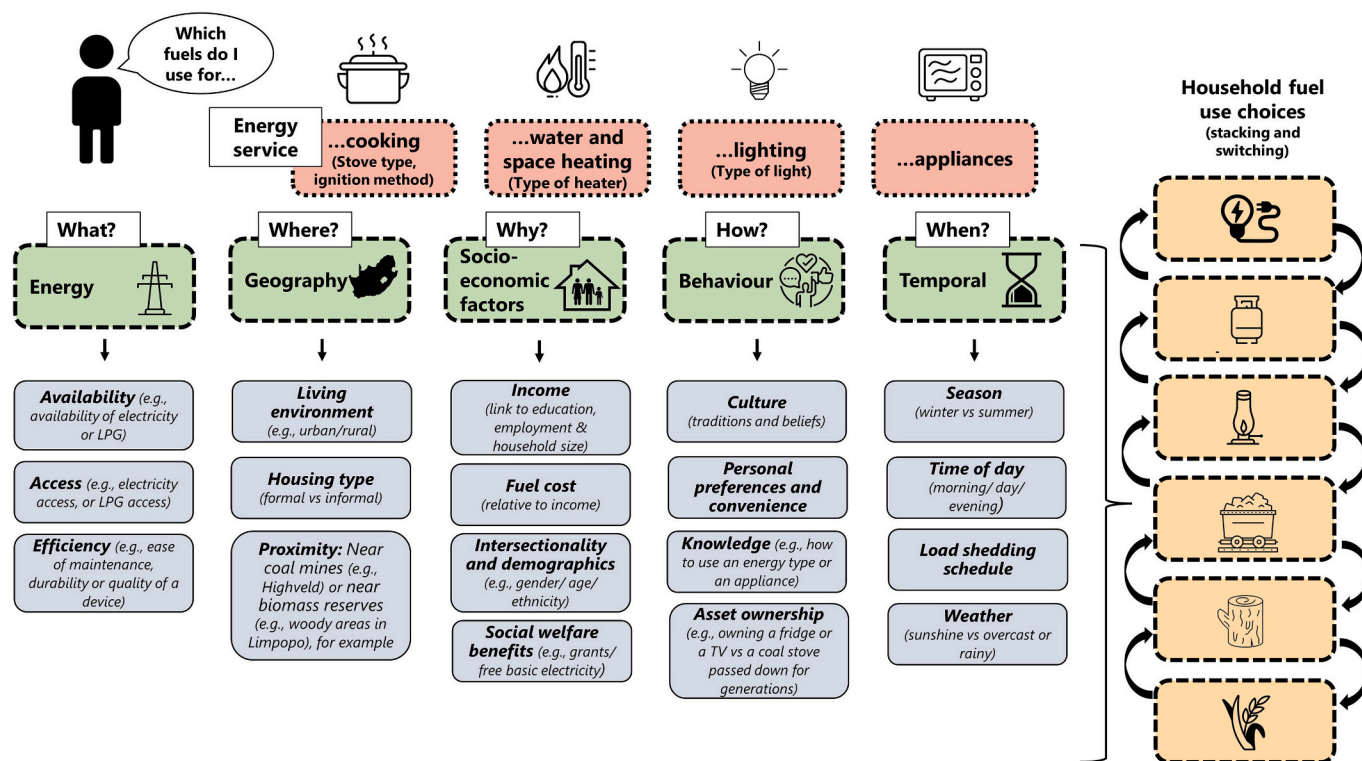 Which
fuels do I
use for...
Energy
service
...cooking
(Stove type,
ignition method)
...water and
space heating
(Type of heater)
...lighting
(Type of light)
...appliances
Household fuel
use choices
(stacking and
switching)
What?
Energy
Where?
Geography
Why?
Socio-
economic
factors
How?
Behaviour
When?
Temporal
Availability (e.g.,
availability of electricity
or LPG)
Access (e.g., electricity
access, or LPG access)
Efficiency (e.g., ease
of maintenance,
durability or quality of a
device)
Living
environment
(e.g., urban/rural)
Housing type
(formal vs informal)
Proximity: Near
coal mines (e.g.,
Highveld) or near
biomass reserves
(e.g., woody areas in
Limpopo), for example
Income
(link to education,
employment &
household size)
Fuel cost
(relative to income)
Intersectionality
and demographics
(e.g., gender/ age/
ethnicity)
Social welfare
benefits (e.g., grants/
free basic electricity)
Culture
(traditions and beliefs)
Personal
preferences and
convenience
Knowledge (e.g., how
to use an energy type or
an appliance)
Asset ownership
(e.g., owning a fridge or
a TV vs a coal stove
passed down for
generations)
Season
(winter vs summer)
Time of day
(morning/ day/
evening)
Load shedding
schedule
Weather
(sunshine vs overcast or
rainy)